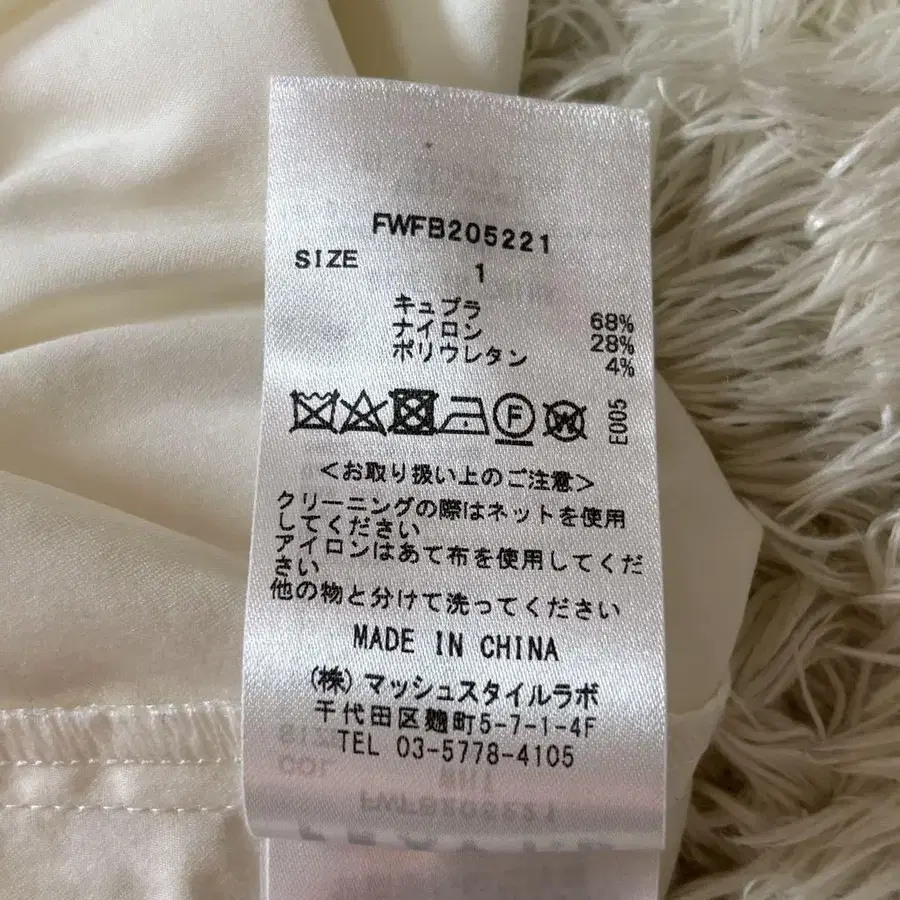 FWFB205221
SIZE 1
キュプラ 68%
ナイロン 28%
ポリウレタン 4%
F W E005
<お取り扱い上のご注意>
クリーニングの際はネットを使用
してください
アイロンはあて布を使用してくだ
さい
他の物と分けて洗ってください
MADE IN CHINA
(株)マッシュスタイルラボ
千代田区麹町5-7-1-4F
TEL 03-5778-4105
FWFB205221